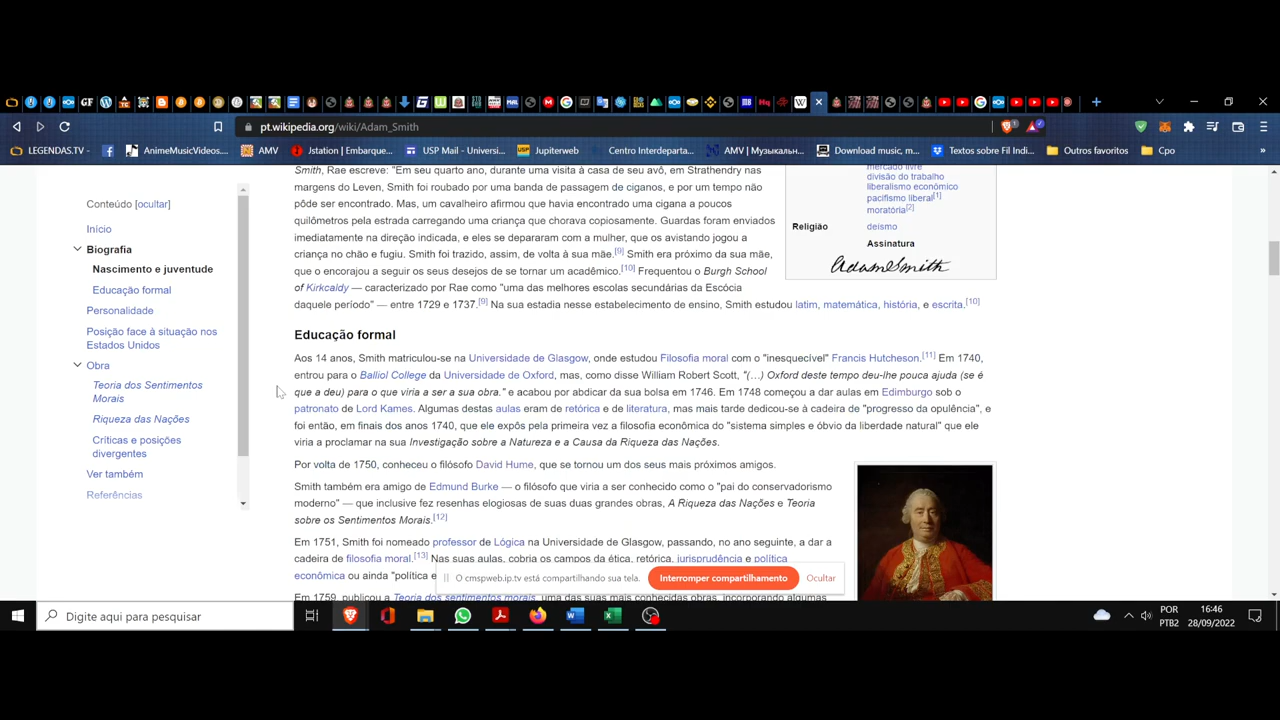 pt.wikipedia.org/wiki/Adam_Smith
LEGENDAS.TV -
AnimeMusicVideos...
AMV
Jstation | Embarque...
USP Mail - Universi...
Jupiterweb
Centro Interdeparta...
AMV | Музыкальн...
Download music, m...
Textos sobre Fil Indi...
Outros favoritos
Cpo
Conteúdo [ocultar]
Início
Biografia
Nascimento e juventude
Educação formal
Personalidade
Posição face à situação nos
Estados Unidos
Obra
Teoria dos Sentimentos
Morais
Riqueza das Nações
Críticas e posições
divergentes
Ver também
Referências
Smith, Rae escreve: "Em seu quarto ano, durante uma visita à casa de seu avô, em Strathendry nas
margens do Leven, Smith foi roubado por uma banda de passagem de ciganos, e por um tempo não
pôde ser encontrado. Mas, um cavalheiro afirmou que havia encontrado uma cigana a poucos
quilômetros pela estrada carregando uma criança que chorava copiosamente. Guardas foram enviados
imediatamente na direção indicada, e eles se depararam com a mulher, que os avistando jogou a
criança no chão e fugiu. Smith foi trazido, assim, de volta à sua mãe.[9] Smith era próximo da sua mãe,
que o encorajou a seguir os seus desejos de se tornar um acadêmico.[10] Frequentou o Burgh School
of Kirkcaldy — caracterizado por Rae como "uma das melhores escolas secundárias da Escócia
daquele período" — entre 1729 e 1737.[9] Na sua estadia nesse estabelecimento de ensino, Smith estudou latim, matemática, história, e escrita.[10]
mercado livre
divisão do trabalho
liberalismo econômico
pacifismo liberal[1]
moratória[2]
Religião deísmo
Assinatura
Adam Smith
Educação formal
Aos 14 anos, Smith matriculou-se na Universidade de Glasgow, onde estudou Filosofia moral com o "inesquecível" Francis Hutcheson.[11] Em 1740,
entrou para o Balliol College da Universidade de Oxford, mas, como disse William Robert Scott, "(…) Oxford deste tempo deu-lhe pouca ajuda (se é
que a deu) para o que viria a ser a sua obra." e acabou por abdicar da sua bolsa em 1746. Em 1748 começou a dar aulas em Edimburgo sob o
patronato de Lord Kames. Algumas destas aulas eram de retórica e de literatura, mas mais tarde dedicou-se à cadeira de "progresso da opulência", e
foi então, em finais dos anos 1740, que ele expôs pela primeira vez a filosofia econômica do "sistema simples e óbvio da liberdade natural" que ele
viria a proclamar na sua Investigação sobre a Natureza e a Causa da Riqueza das Nações.
Por volta de 1750, conheceu o filósofo David Hume, que se tornou um dos seus mais próximos amigos.
Smith também era amigo de Edmund Burke — o filósofo que viria a ser conhecido como o "pai do conservadorismo
moderno" — que inclusive fez resenhas elogiosas de suas duas grandes obras, A Riqueza das Nações e Teoria
sobre os Sentimentos Morais.[12]
Em 1751, Smith foi nomeado professor de Lógica na Universidade de Glasgow, passando, no ano seguinte, a dar a
cadeira de filosofia moral.[13] Nas suas aulas, cobria os campos da ética, retórica, jurisprudência e política
econômica ou ainda "política e
Em 1759, publicou a Teoria dos sentimentos morais, uma das suas mais conhecidas obras, incorporando algumas
O cmspweb.ip.tv está compartilhando sua tela.
Interromper compartilhamento
Ocultar
Digite aqui para pesquisar
POR
PTB2
16:46
28/09/2022